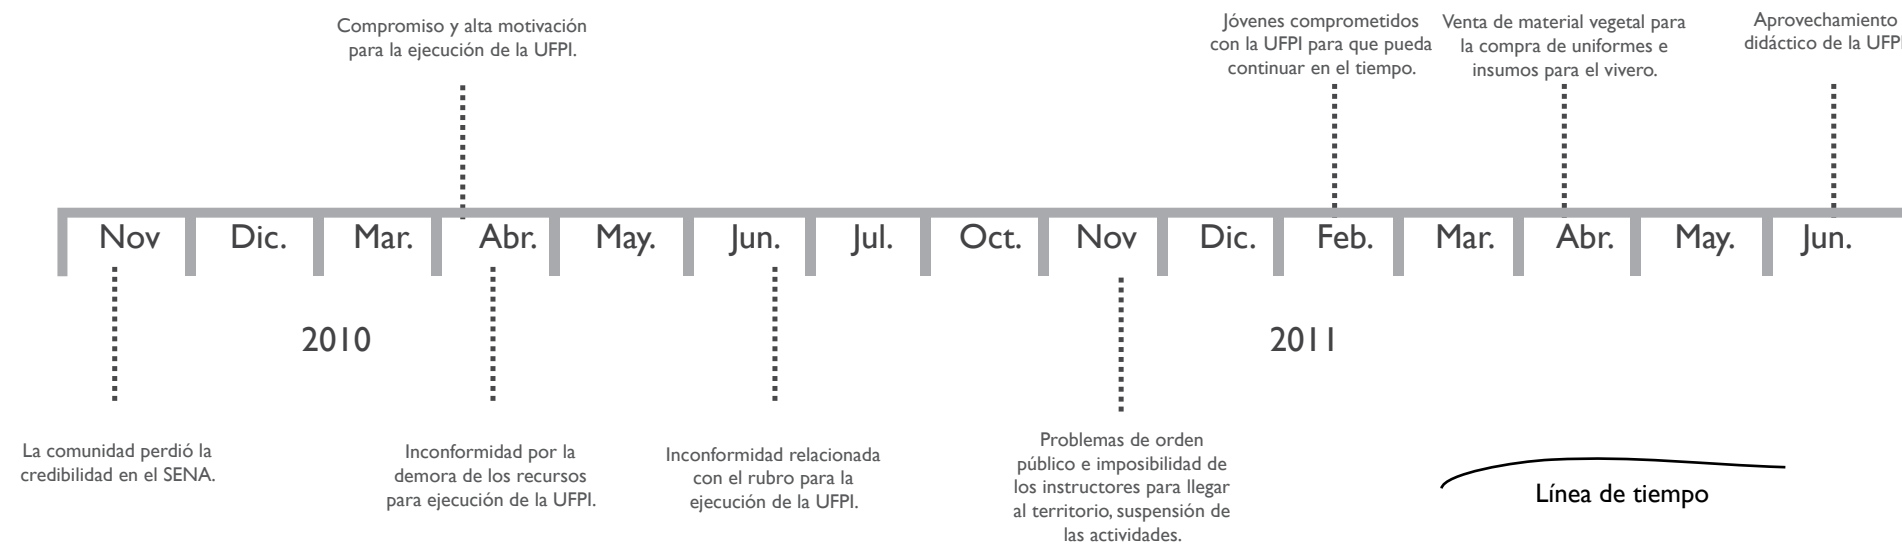 Compromiso y alta motivación
para la ejecución de la UFPI.
Jóvenes comprometidos
con la UFPI para que pueda
continuar en el tiempo.
Venta de material vegetal para
la compra de uniformes e
insumos para el vivero.
Aprovechamiento
didáctico de la UFPI
Nov Dic. Mar. Abr. May. Jun. Jul. Oct. Nov Dic. Feb. Mar. Abr. May. Jun.
2010 2011
La comunidad perdió la
credibilidad en el SENA.
Inconformidad por la
demora de los recursos
para ejecución de la UFPI.
Inconformidad relacionada
con el rubro para la
ejecución de la UFPI.
Problemas de orden
público e imposibilidad de
los instructores para llegar
al territorio, suspensión de
las actividades.
Línea de tiempo